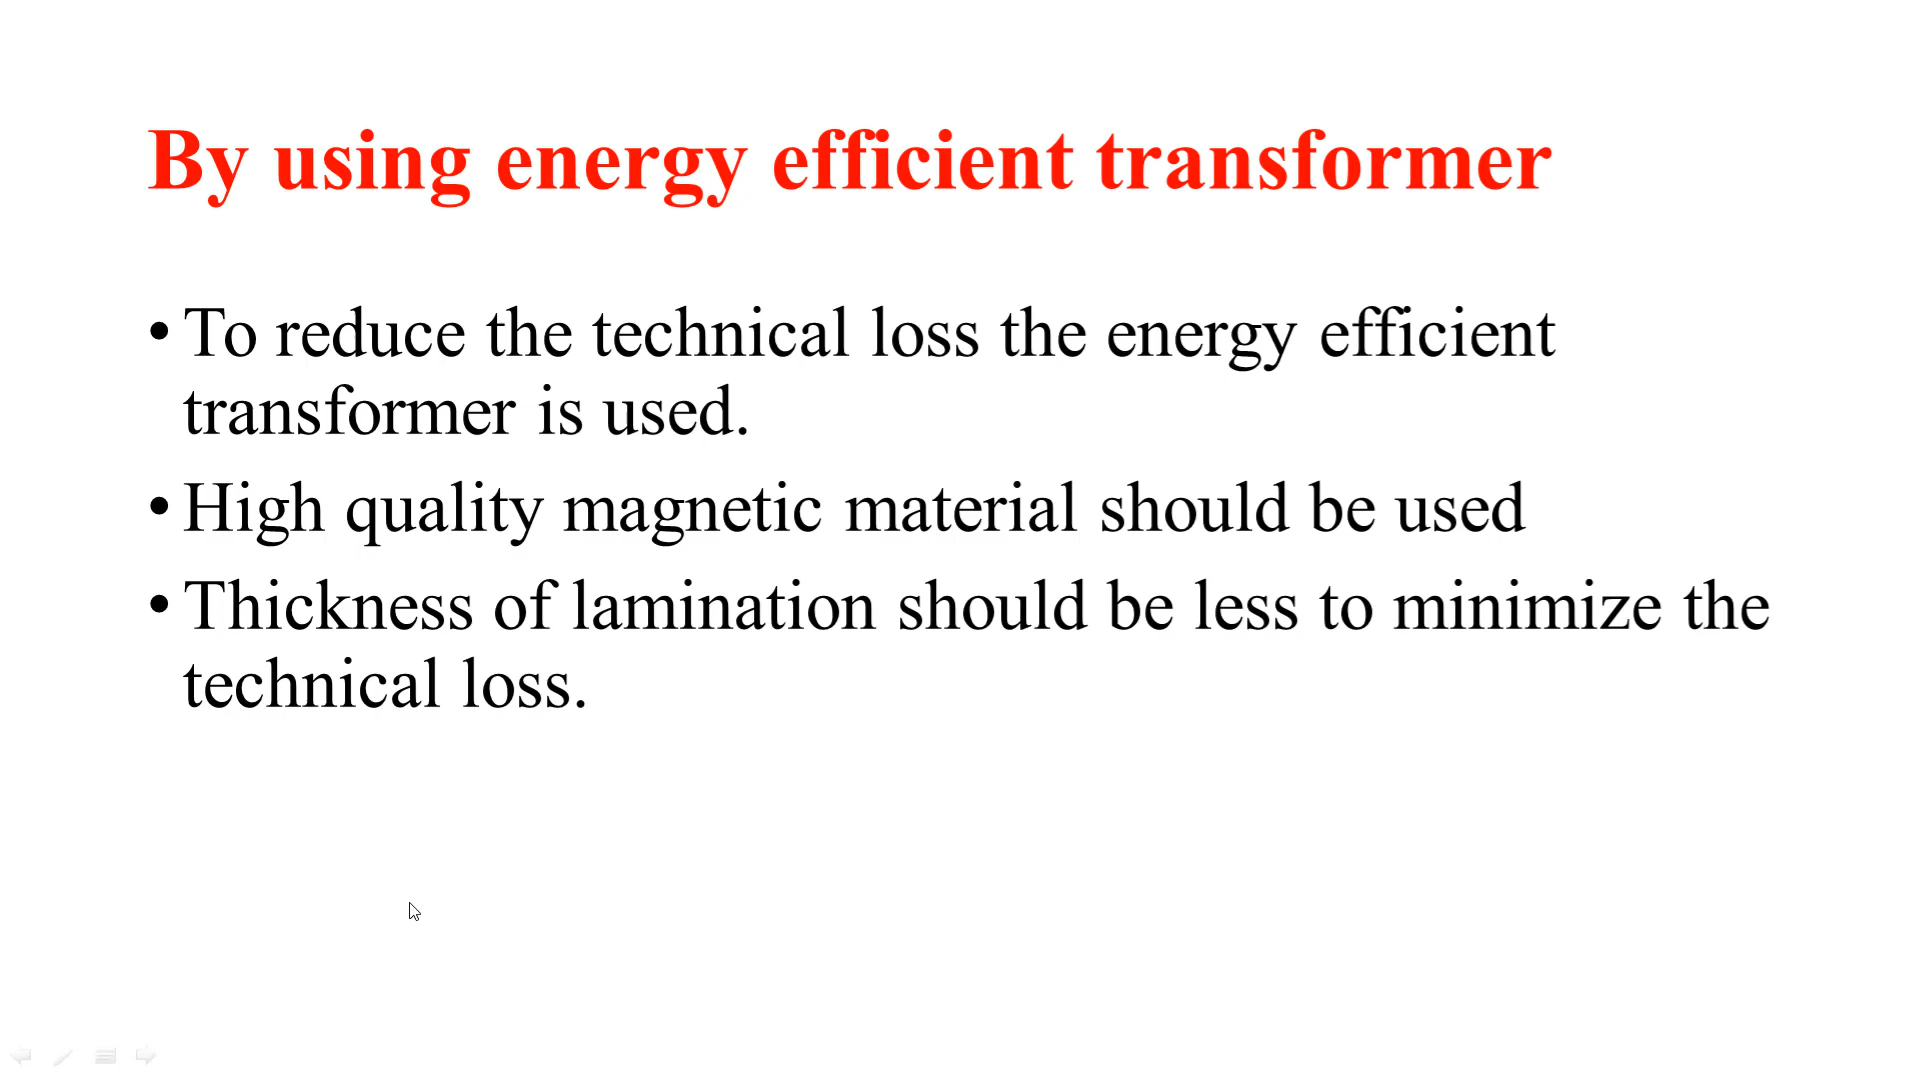 By using energy efficient transformer
• To reduce the technical loss the energy efficient
transformer is used.
• High quality magnetic material should be used
• Thickness of lamination should be less to minimize the
technical loss.